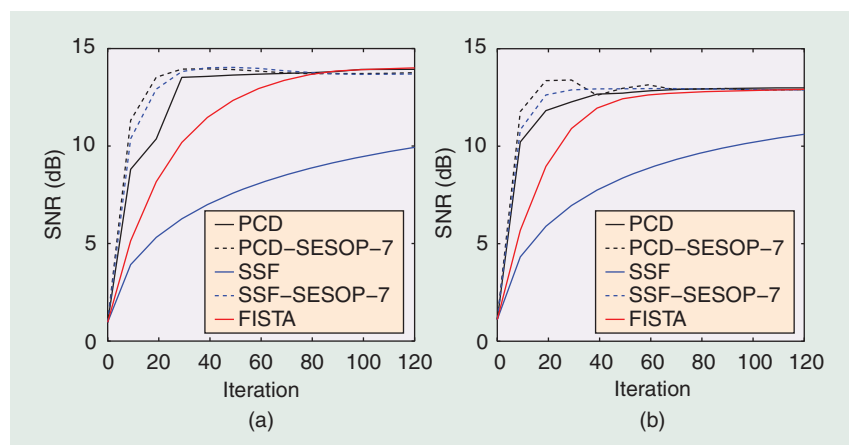 15
10
5
0
SNR (dB)
PCD
PCD–SESOP–7
SSF
SSF–SESOP–7
FISTA
0 20 40 60 80 100 120
Iteration
(a)
15
10
5
0
SNR (dB)
PCD
PCD–SESOP–7
SSF
SSF–SESOP–7
FISTA
0 20 40 60 80 100 120
Iteration
(b)